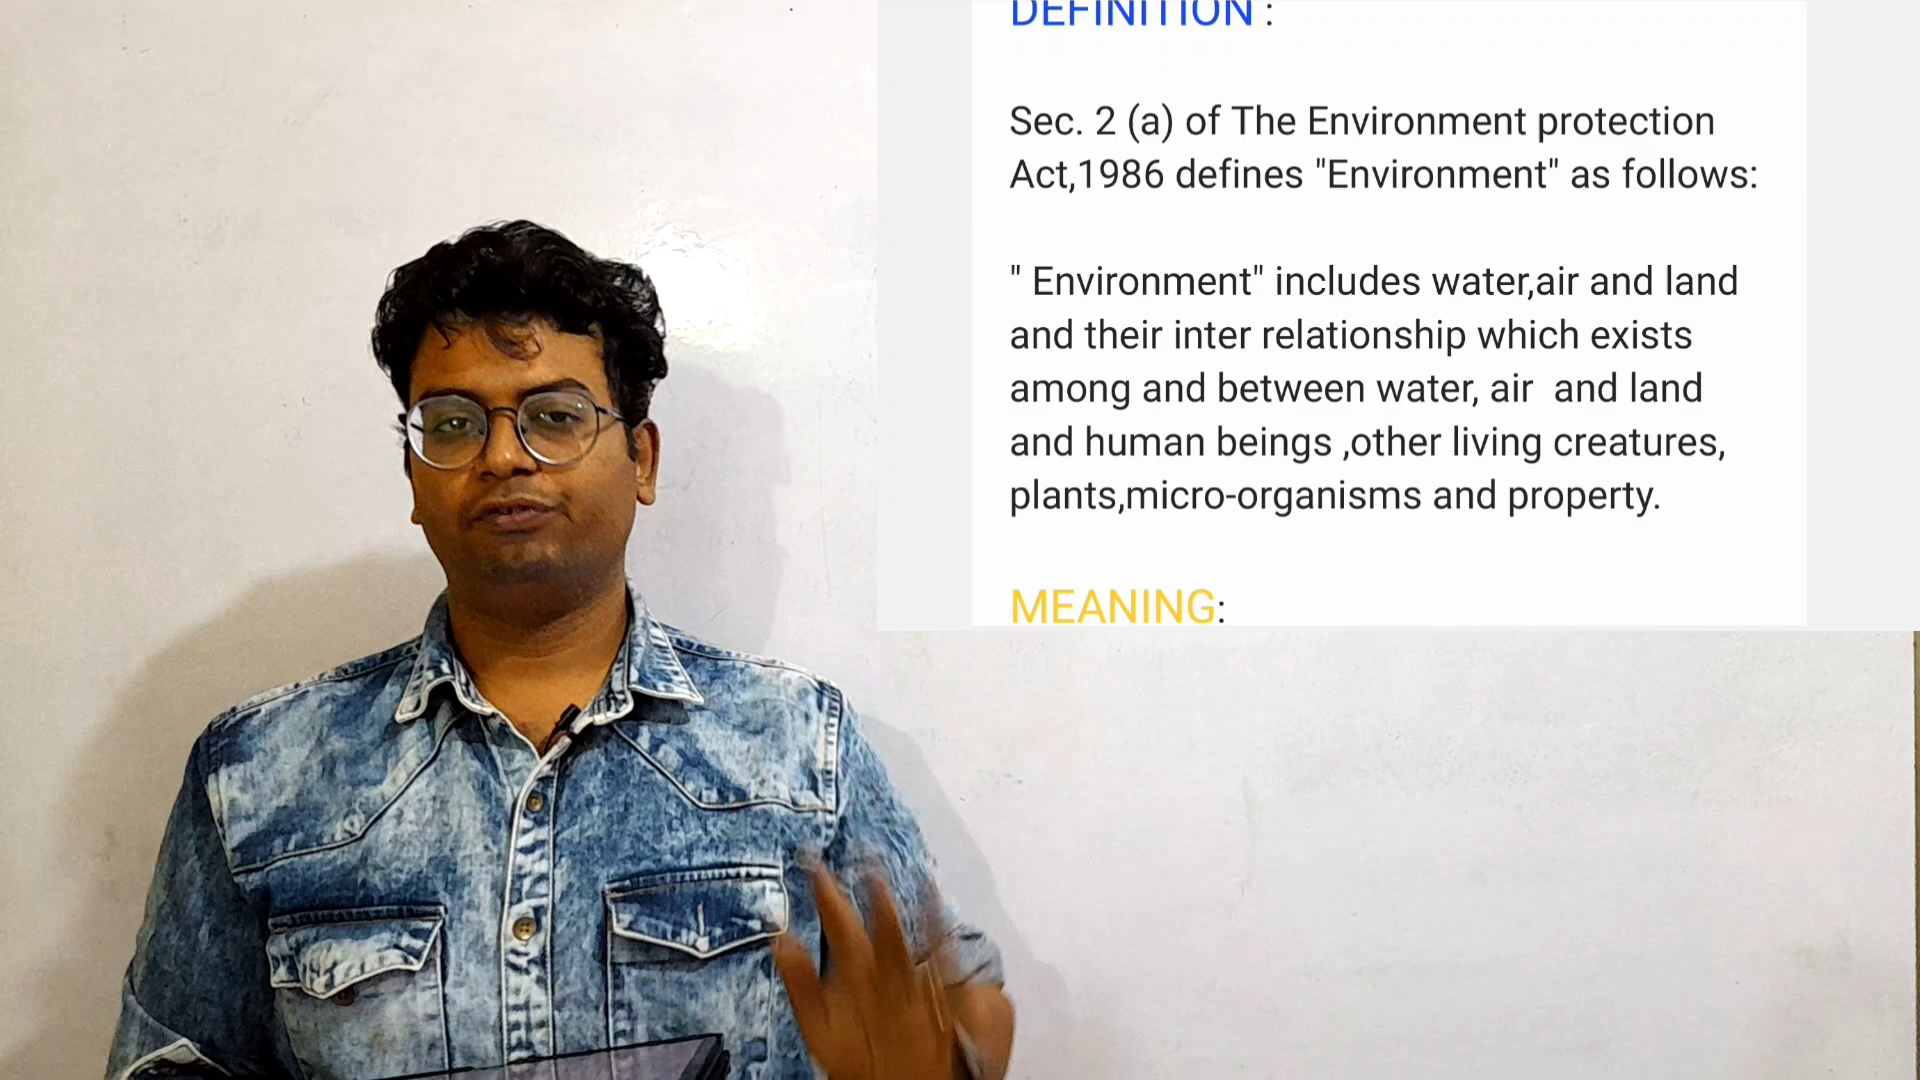 DEFINITION :
Sec. 2 (a) of The Environment protection
Act,1986 defines "Environment" as follows:
" Environment" includes water,air and land
and their inter relationship which exists
among and between water, air  and land
and human beings ,other living creatures,
plants,micro-organisms and property.
MEANING: